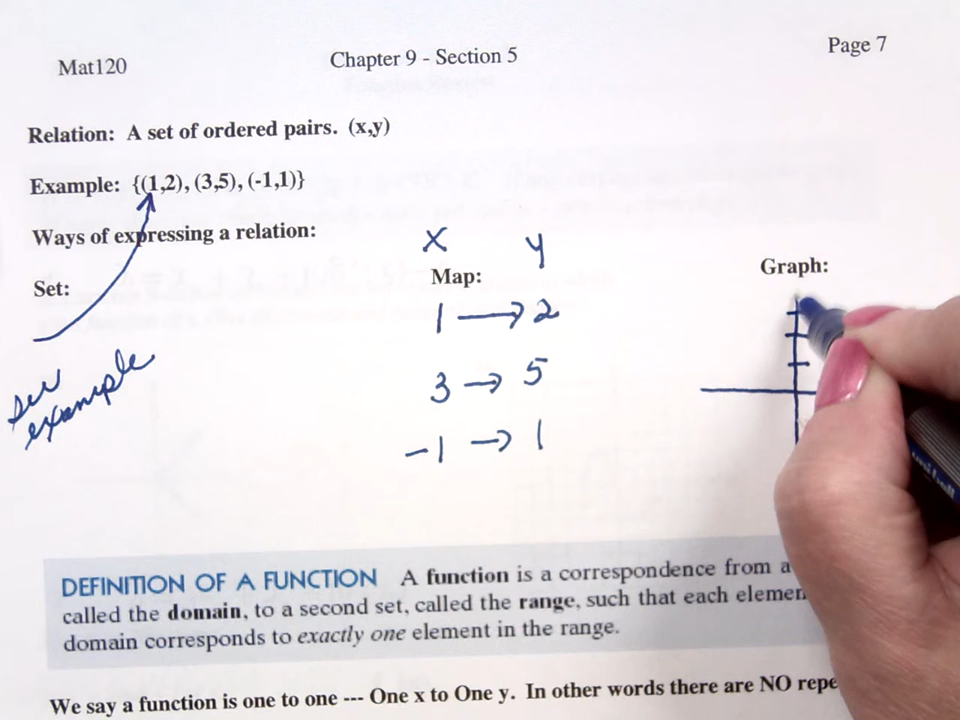 Mat120 Chapter 9 - Section 5 Page 7
Relation: A set of ordered pairs. (x,y)
Example: {(1,2), (3,5), (-1,1)}
Ways of expressing a relation:
x y
Set: Map: Graph:
1 → 2
3 → 5
-1 → 1
see
example
DEFINITION OF A FUNCTION A function is a correspondence from a
called the domain, to a second set, called the range, such that each elemen
domain corresponds to exactly one element in the range.
We say a function is one to one --- One x to One y. In other words there are NO repe
uni-ball